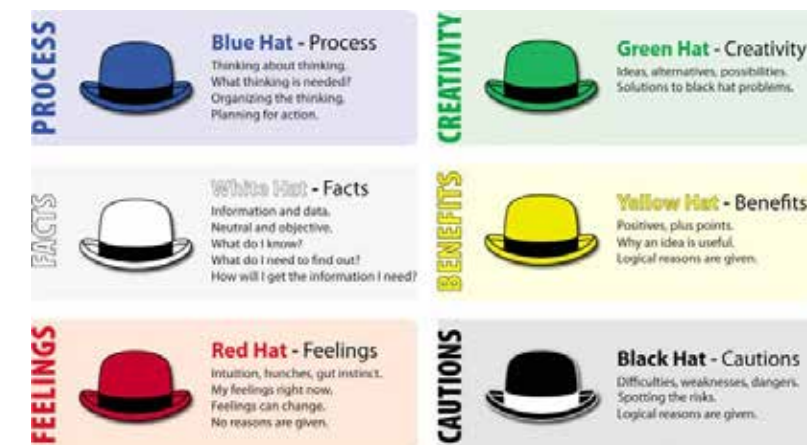 PROCESS
Blue Hat - Process
Thinking about thinking.
What thinking is needed?
Organizing the thinking.
Planning for action.
CREATIVITY
Green Hat - Creativity
Ideas, alternatives, possibilities.
Solutions to black hat problems.
FACTS
White Hat - Facts
Information and data.
Neutral and objective.
What do I know?
What do I need to find out?
How will I get the information I need?
BENEFITS
Yellow Hat - Benefits
Positives, plus points.
Why an idea is useful.
Logical reasons are given.
FEELINGS
Red Hat - Feelings
Intuition, hunches, gut instinct.
My feelings right now.
Feelings can change.
No reasons are given.
CAUTIONS
Black Hat - Cautions
Difficulties, weaknesses, dangers.
Spotting the risks.
Logical reasons are given.